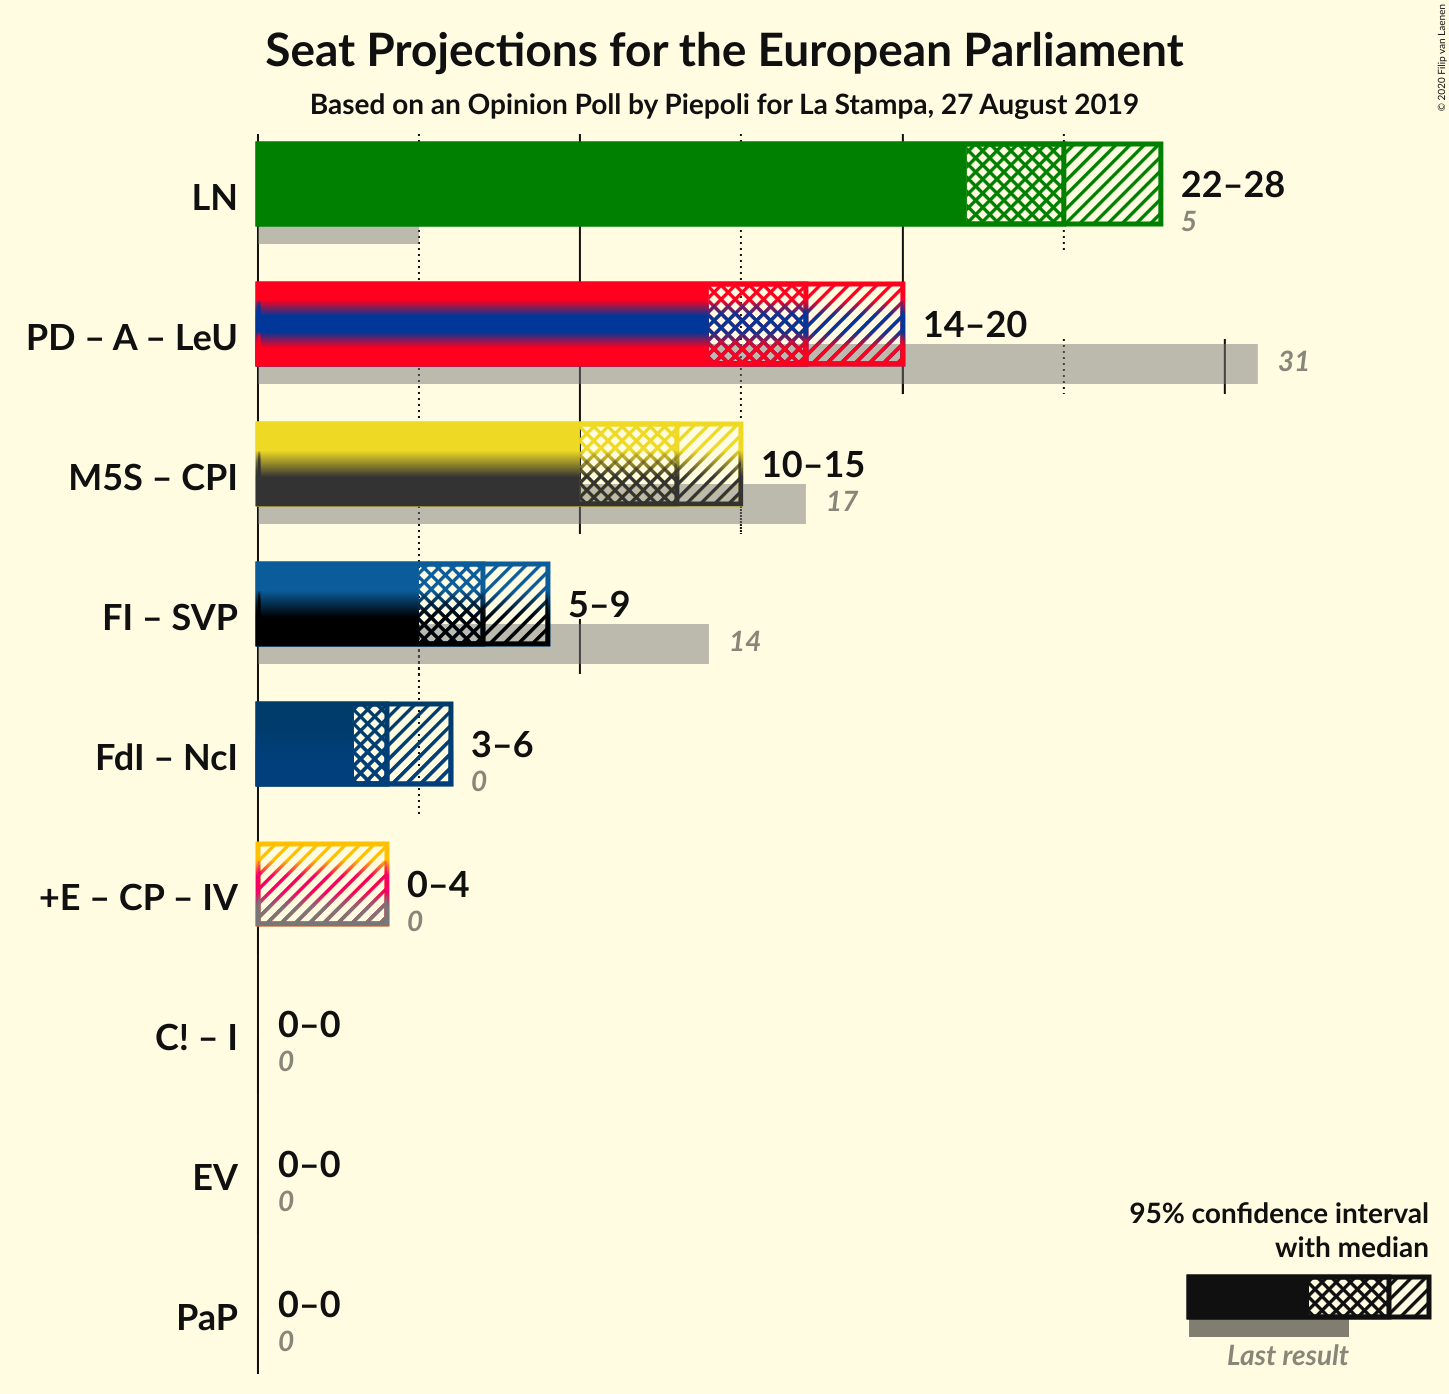 Seat Projections for the European Parliament
Based on an Opinion Poll by Piepoli for La Stampa, 27 August 2019
© 2020 Filip van Laenen
LN
22–28
5
PD – A – LeU
14–20
31
M5S – CPI
10–15
17
FI – SVP
5–9
14
FdI – NcI
3–6
0
+E – CP – IV
0–4
0
C! – I
0–0
0
EV
0–0
0
PaP
0–0
0
95% confidence interval
with median
Last result